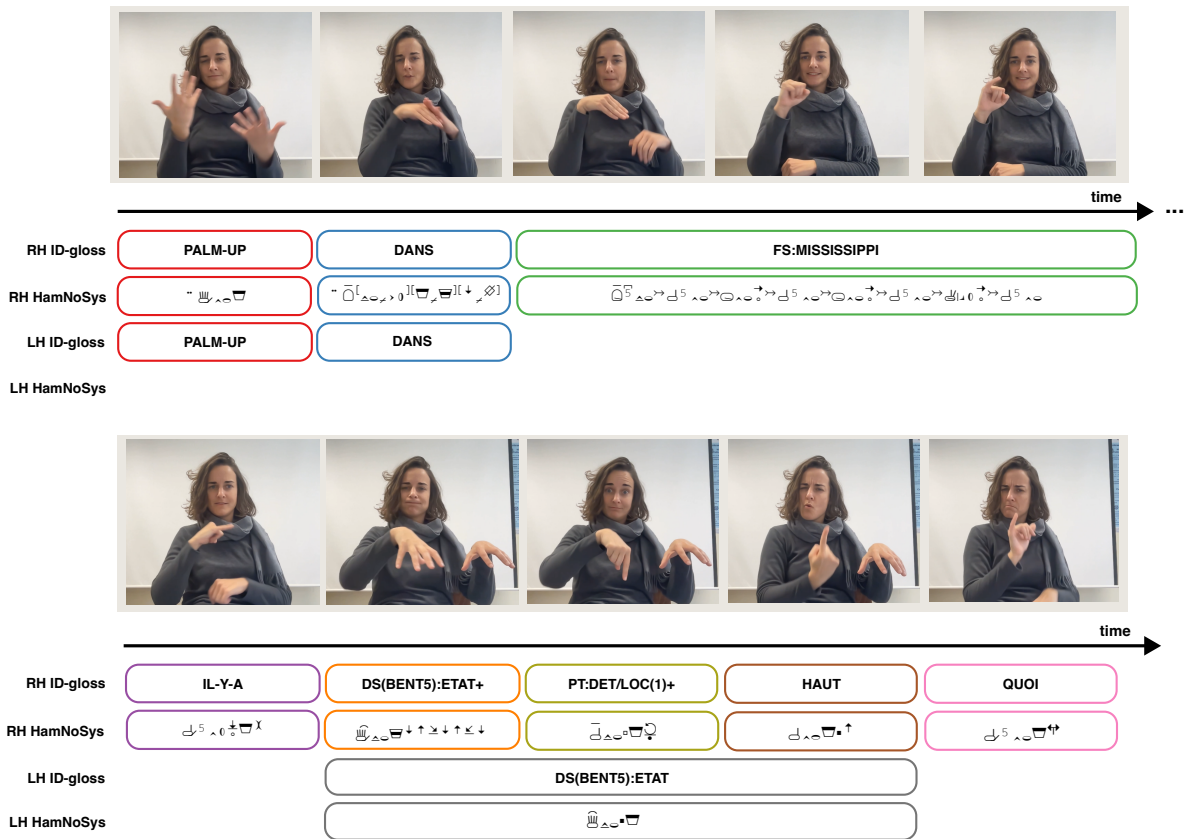 time
...
RH ID-gloss PALM-UP DANS FS:MISSISSIPPI
RH HamNoSys
LH ID-gloss PALM-UP DANS
LH HamNoSys
time
RH ID-gloss IL-Y-A DS(BENT5):ETAT+ PT:DET/LOC(1)+ HAUT QUOI
RH HamNoSys
LH ID-gloss DS(BENT5):ETAT
LH HamNoSys